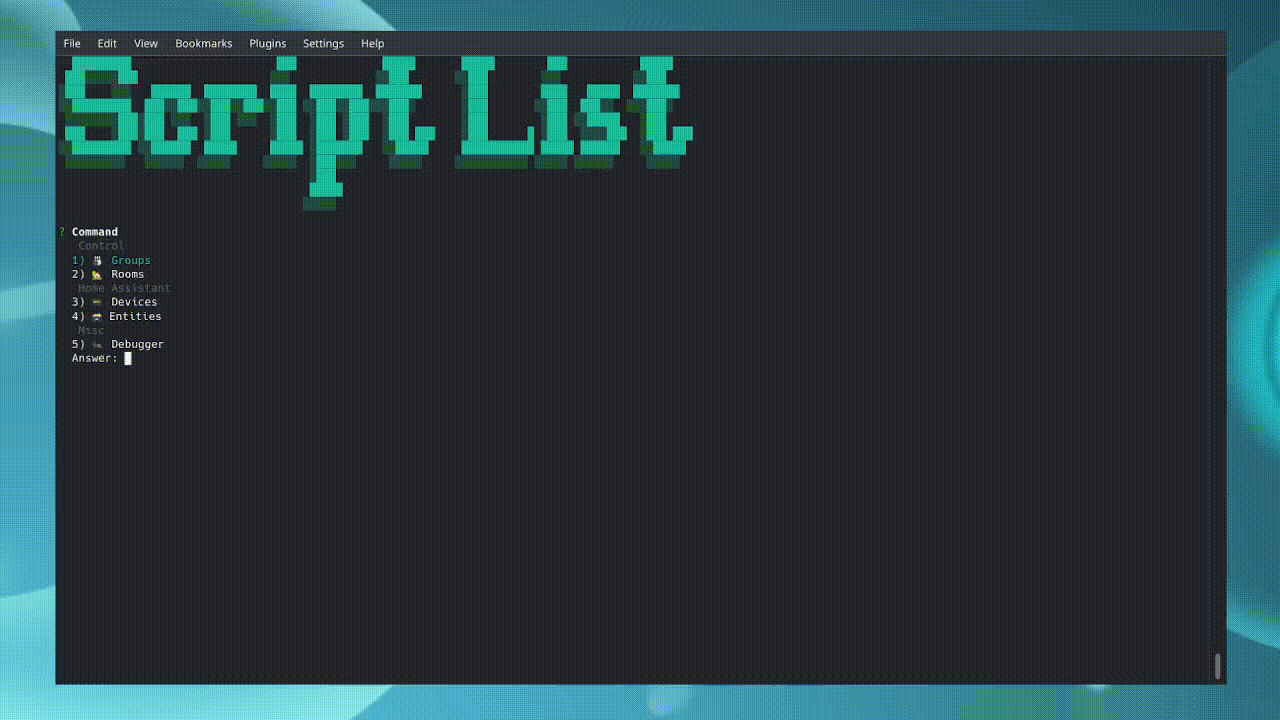 File Edit View Bookmarks Plugins Settings Help
Script List
? Command
Control
1) Groups
2) Rooms
Home Assistant
3) Devices
4) Entities
Misc
5) Debugger
Answer: